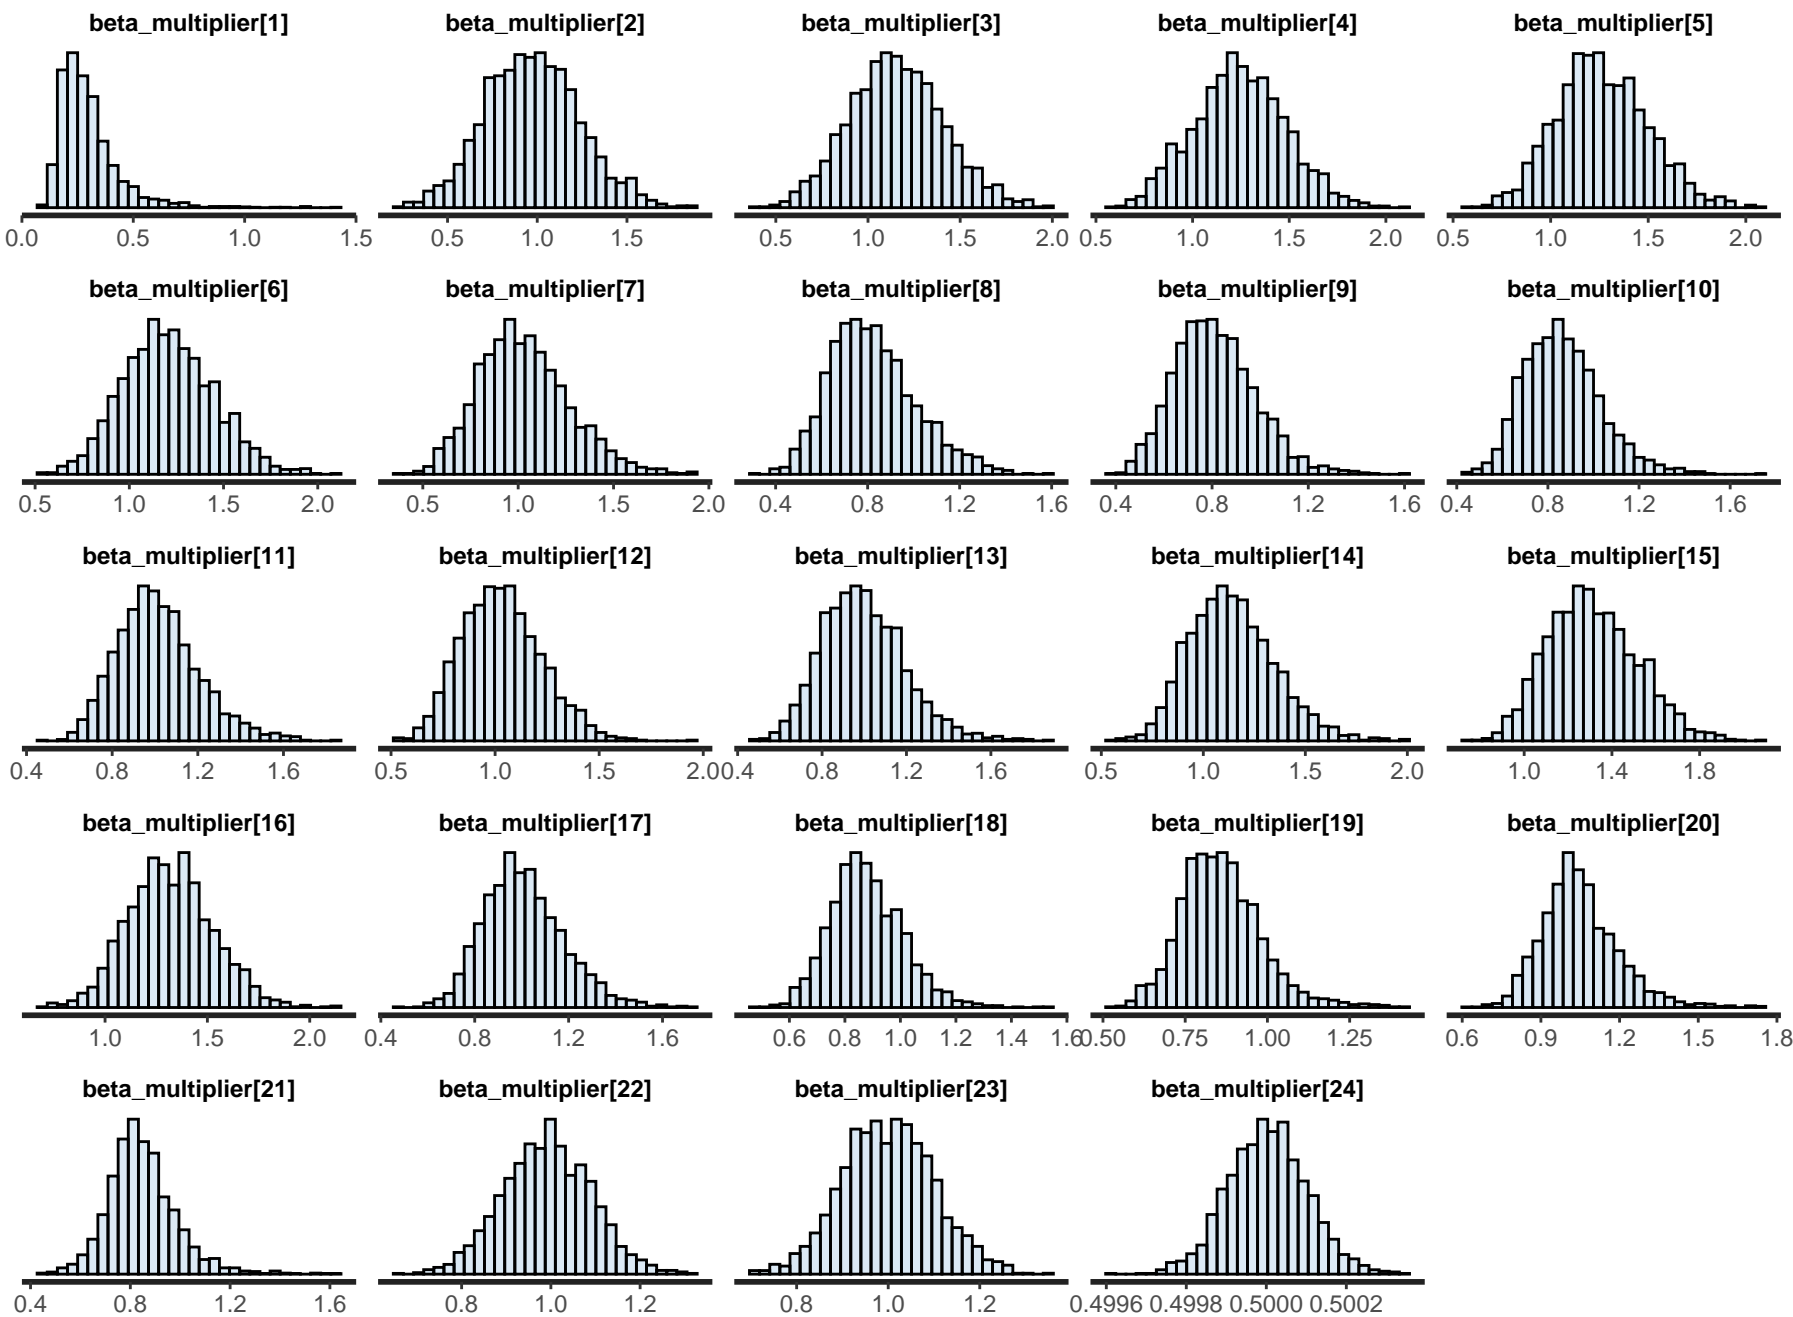 beta_multiplier[1] beta_multiplier[2] beta_multiplier[3] beta_multiplier[4] beta_multiplier[5]
0.0 0.5 1.0 1.5 0.5 1.0 1.5 0.5 1.0 1.5 2.0 0.5 1.0 1.5 2.0 0.5 1.0 1.5 2.0
beta_multiplier[6] beta_multiplier[7] beta_multiplier[8] beta_multiplier[9] beta_multiplier[10]
0.5 1.0 1.5 2.0 0.5 1.0 1.5 2.0 0.4 0.8 1.2 1.6 0.4 0.8 1.2 1.6 0.4 0.8 1.2 1.6
beta_multiplier[11] beta_multiplier[12] beta_multiplier[13] beta_multiplier[14] beta_multiplier[15]
0.4 0.8 1.2 1.6 0.5 1.0 1.5 2.0 0.4 0.8 1.2 1.6 0.5 1.0 1.5 2.0 1.0 1.4 1.8
beta_multiplier[16] beta_multiplier[17] beta_multiplier[18] beta_multiplier[19] beta_multiplier[20]
1.0 1.5 2.0 0.4 0.8 1.2 1.6 0.6 0.8 1.0 1.2 1.4 1.6 0.50 0.75 1.00 1.25 0.6 0.9 1.2 1.5 1.8
beta_multiplier[21] beta_multiplier[22] beta_multiplier[23] beta_multiplier[24]
0.4 0.8 1.2 1.6 0.8 1.0 1.2 0.8 1.0 1.2 0.4996 0.4998 0.5000 0.5002